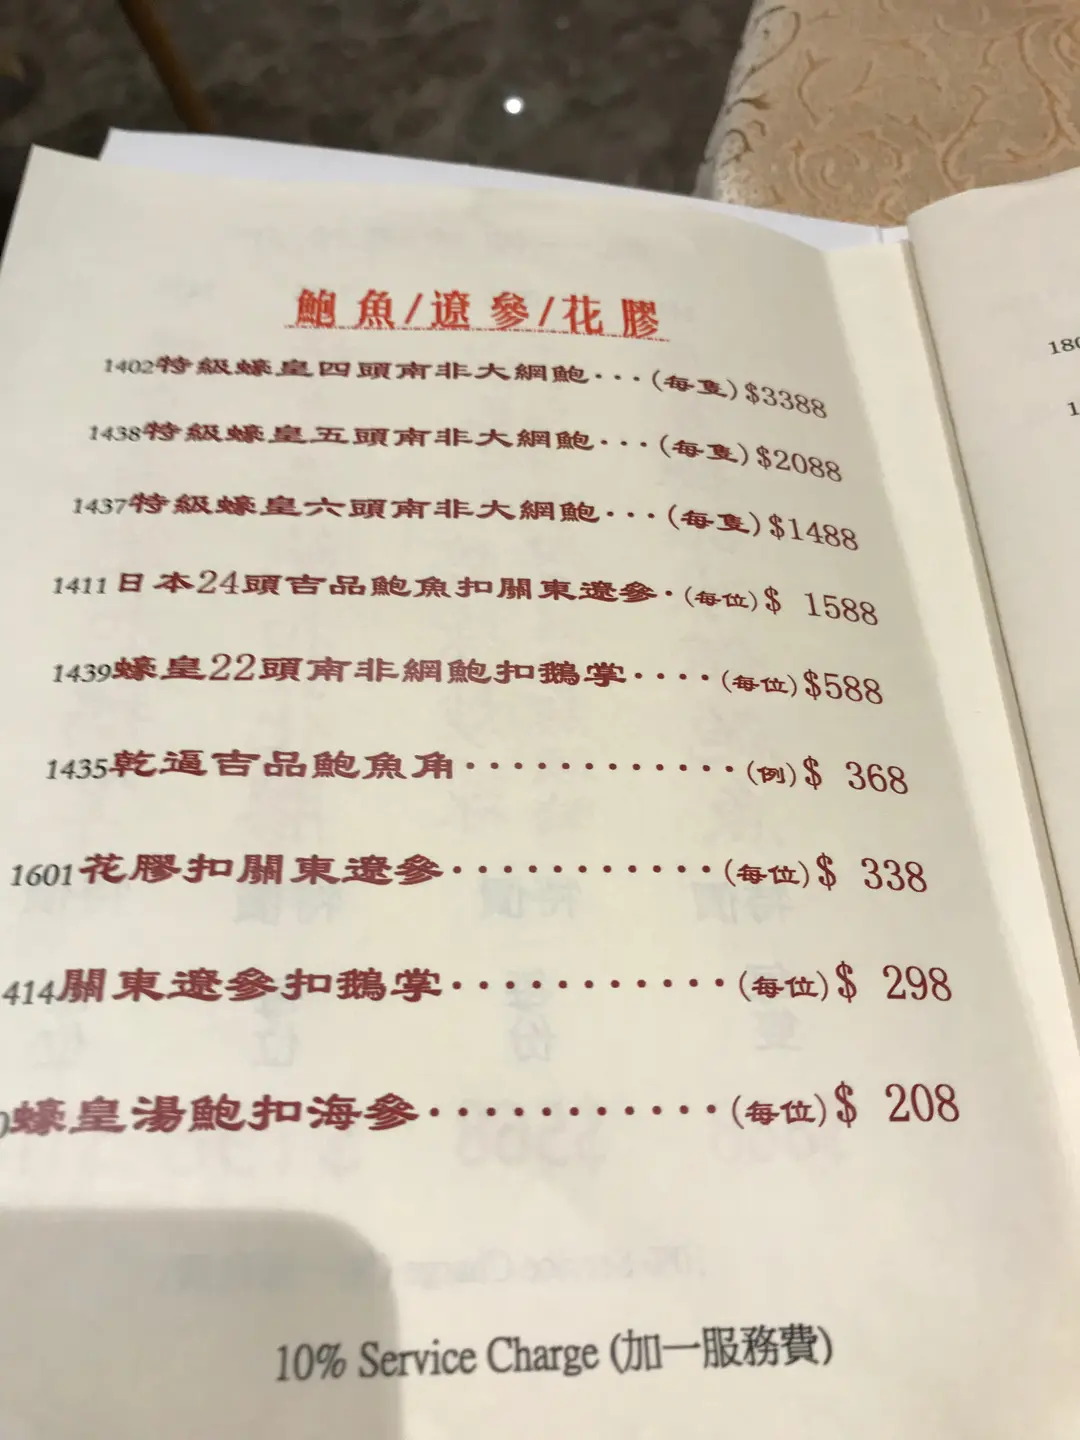 鮑魚/遼參/花膠
1402特級蠔皇四頭南非大網鮑···(每隻)$3388
1438特級蠔皇五頭南非大網鮑···(每隻)$2088
1437特級蠔皇六頭南非大網鮑···(每隻)$1488
1411日本24頭吉品鮑魚扣關東遼參·(每位)$ 1588
1439蠔皇22頭南非網鮑扣鵝掌····(每位)$588
1435乾逼吉品鮑魚角············(例)$ 368
1601花膠扣關東遼參···········(每位)$ 338
414關東遼參扣鵝掌···········(每位)$ 298
0蠔皇湯鮑扣海參············(每位)$ 208
10% Service Charge (加一服務費)
180
1